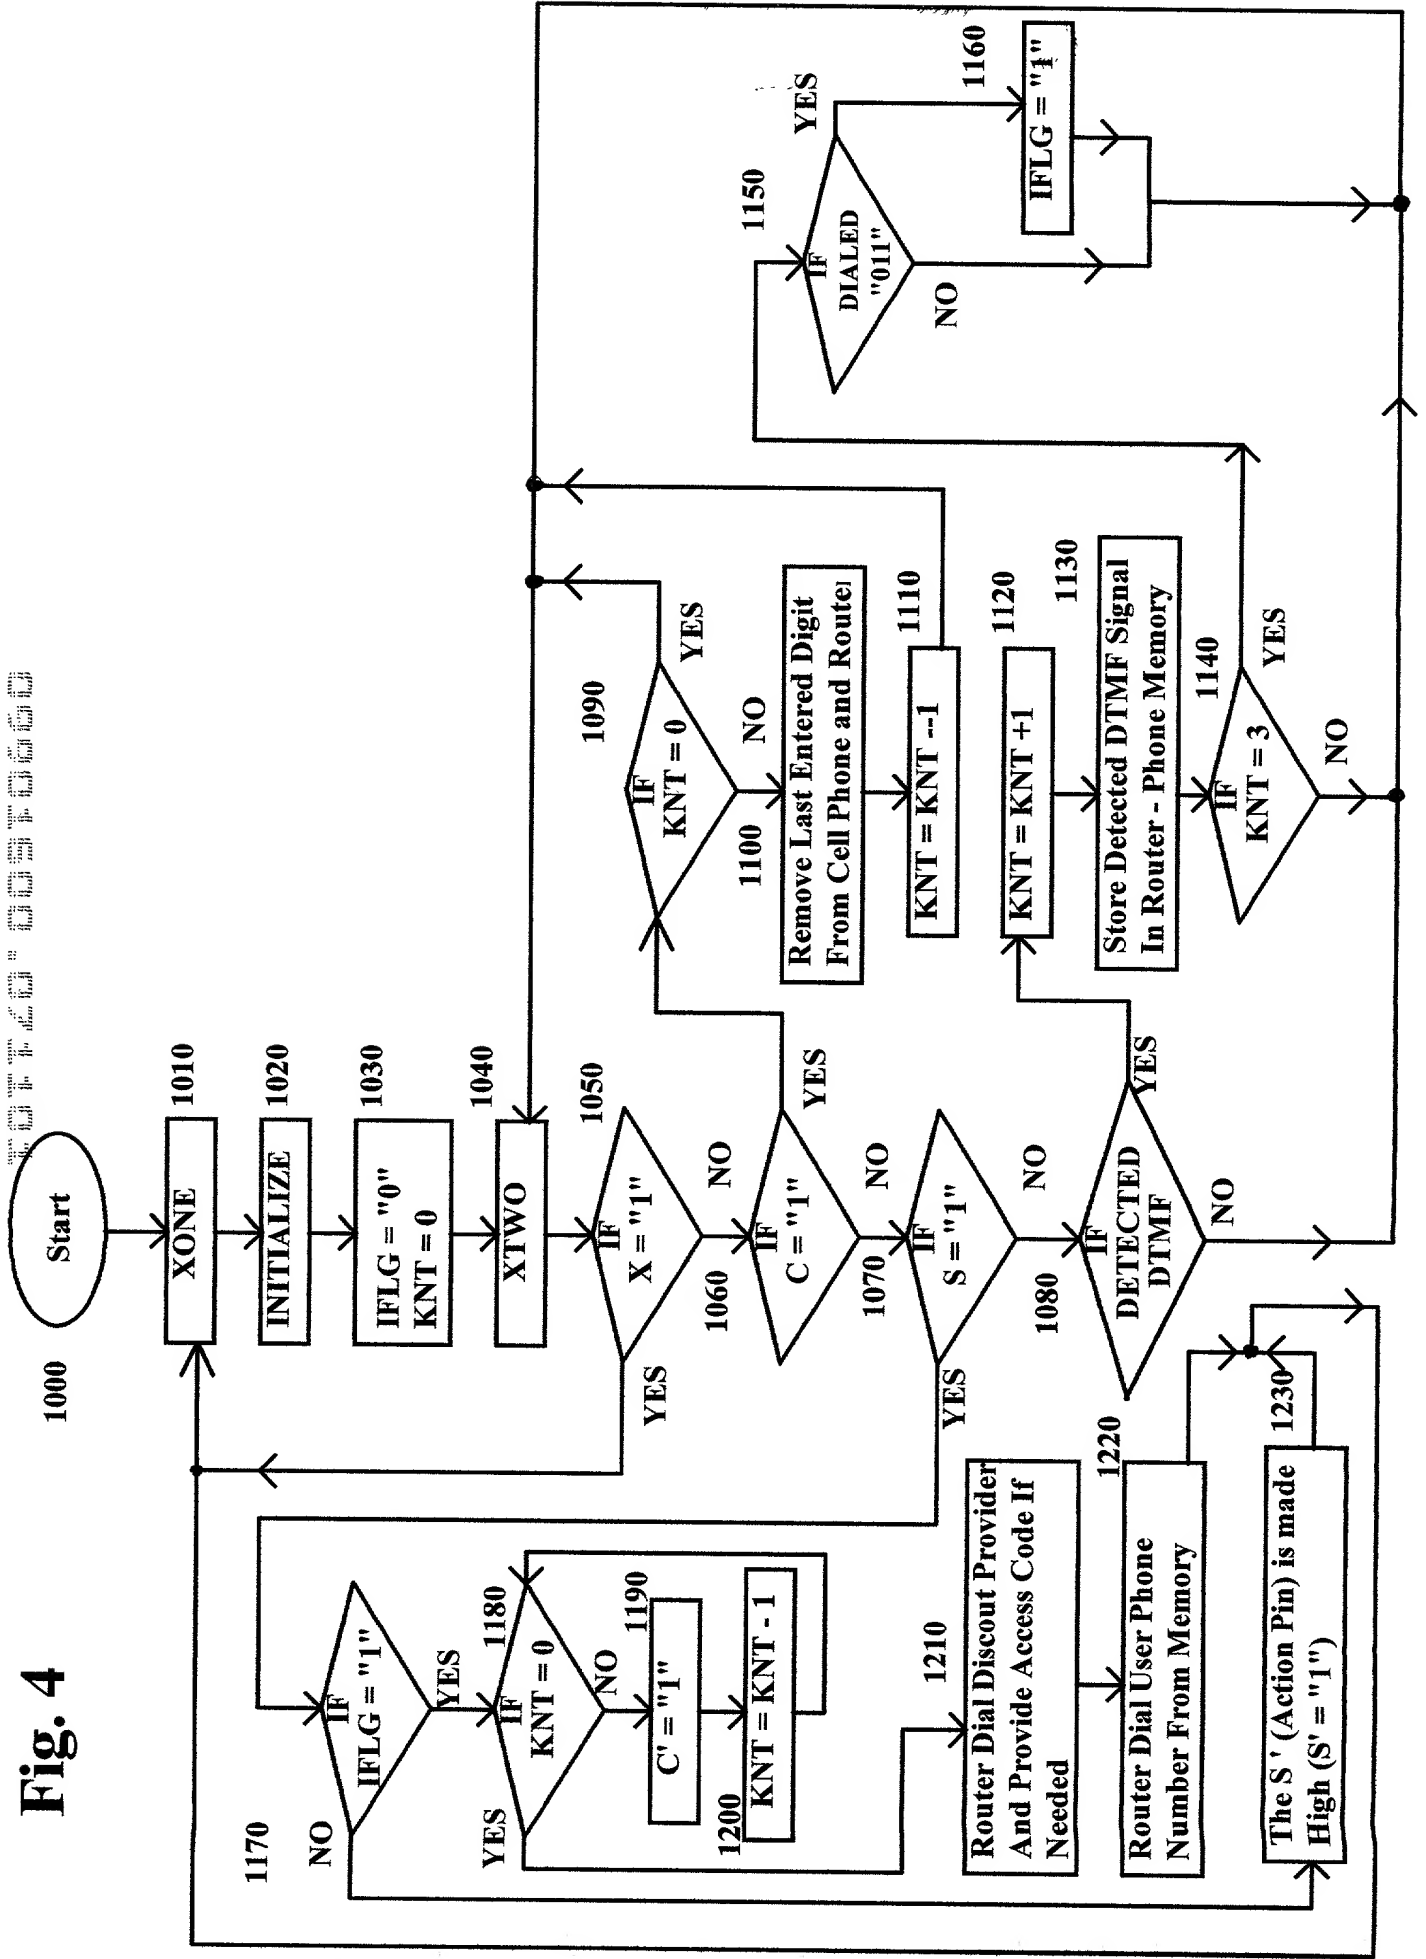 Fig. 4
1000
Start
XONE
1010
INITIALIZE
1020
IFLG = "0"
KNT = 0
1030
XTWO
1040
IF
X = "1"
1050
YES
NO
1060
IF
C = "1"
YES
NO
1070
IF
S = "1"
YES
NO
1080
IF
DETECTED
DTMF
YES
NO
1090
IF
KNT = 0
YES
NO
1100
Remove Last Entered Digit
From Cell Phone and Router
1110
KNT = KNT --1
1120
KNT = KNT +1
1130
Store Detected DTMF Signal
In Router - Phone Memory
1140
IF
KNT = 3
YES
NO
1150
IF
DIALED
"011"
YES
NO
1160
IFLG = "1"
1170
IF
IFLG = "1"
NO
YES
1180
IF
KNT = 0
YES
NO
1190
C' = "1"
1200
KNT = KNT - 1
1210
Router Dial Discout Provider
And Provide Access Code If
Needed
1220
Router Dial User Phone
Number From Memory
1230
The S ' (Action Pin) is made
High (S' = "1")